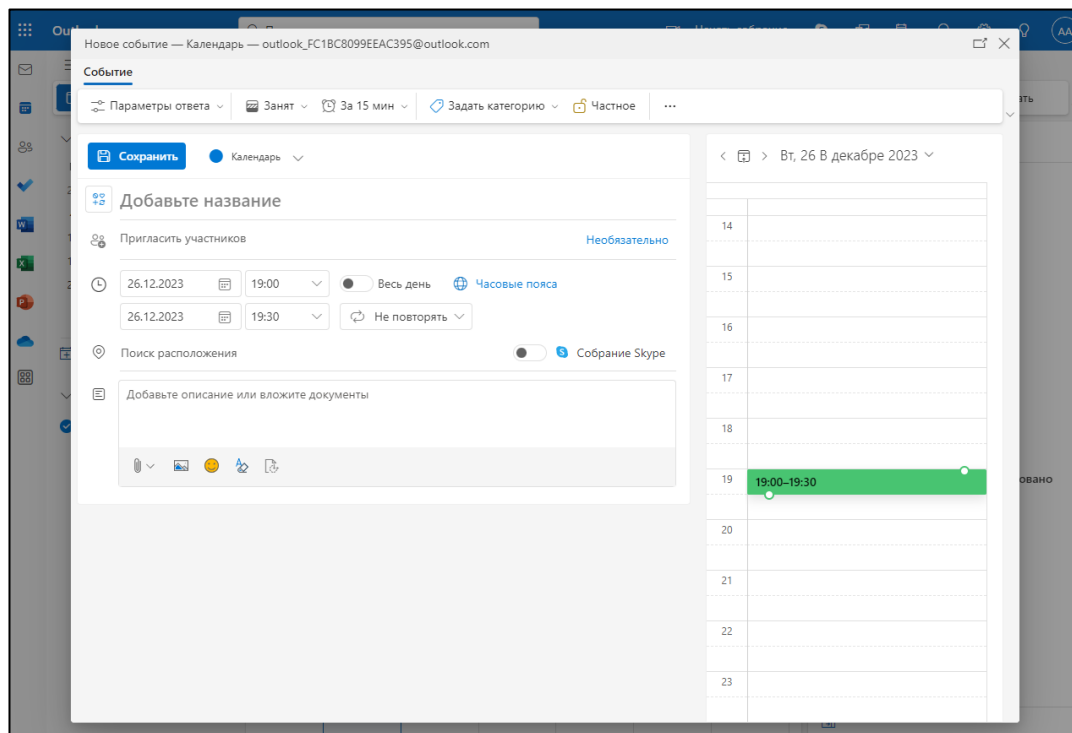 Новое событие — Календарь — outlook_FC1BC8099EEAC395@outlook.com
Событие
Параметры ответа Занят За 15 мин Задать категорию Частное ...
Сохранить Календарь
Вт, 26 В декабре 2023
Добавьте название
Пригласить участников Необязательно
26.12.2023 19:00 Весь день Часовые пояса
26.12.2023 19:30 Не повторять
Поиск расположения Собрание Skype
Добавьте описание или вложите документы
14
15
16
17
18
19 19:00–19:30
20
21
22
23